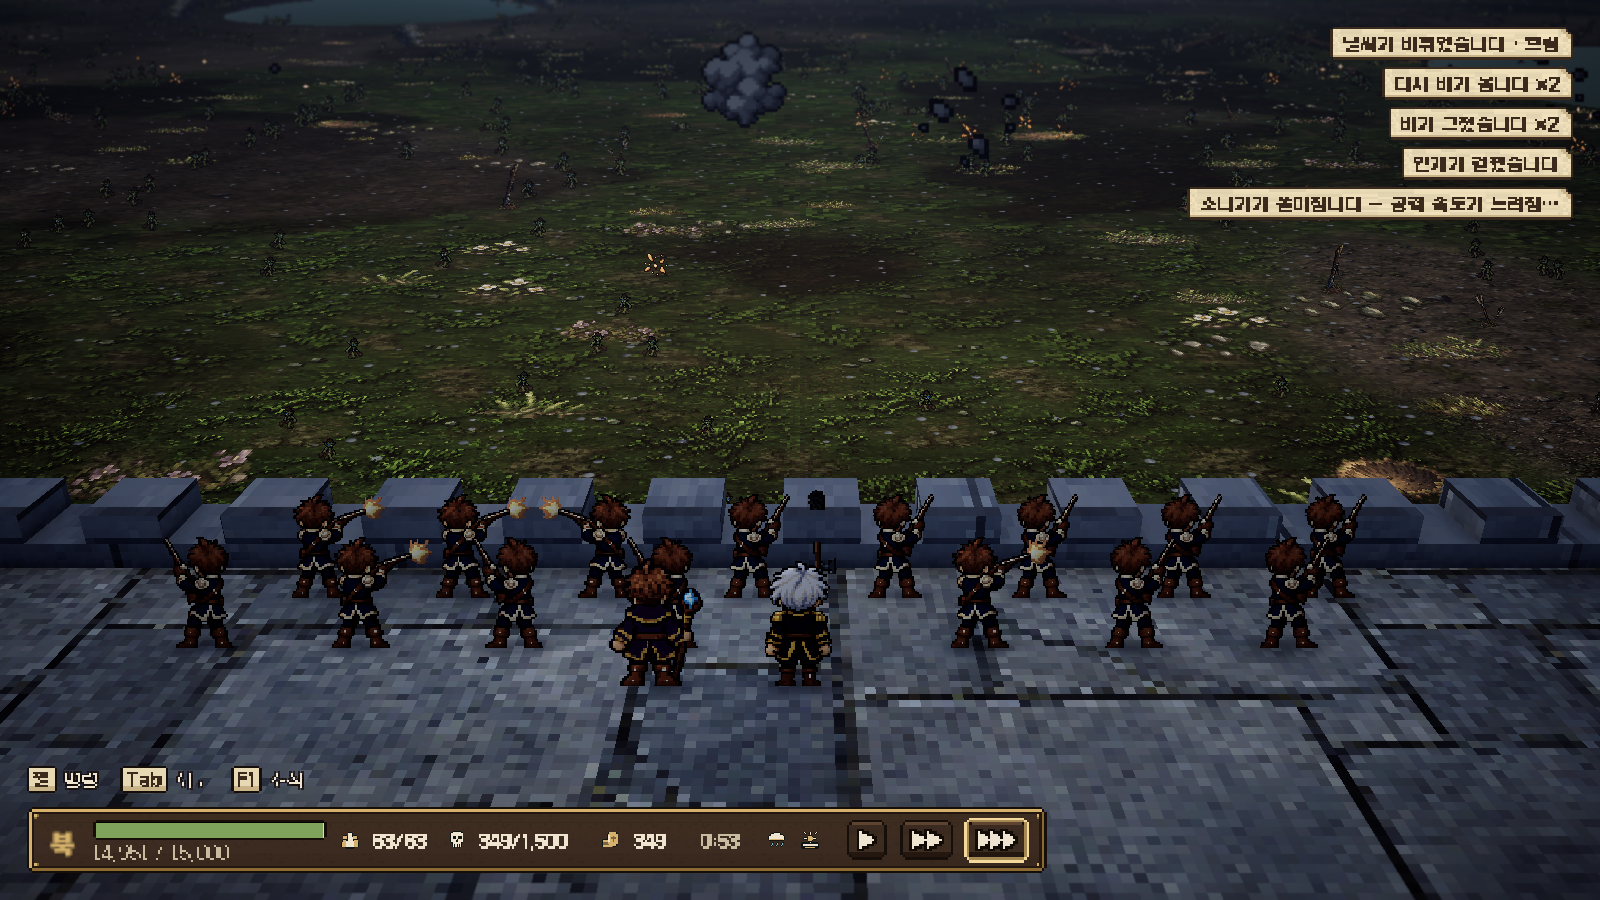 날씨가 바뀌었습니다 · 흐림
다시 비가 옵니다 ×2
비가 그쳤습니다 ×2
안개가 걷혔습니다
소나기가 쏟아집니다 — 공격 속도가 느려짐…
Tab
F1
북
14,951 / 15,000
63/63
349/1,500
349
0:53